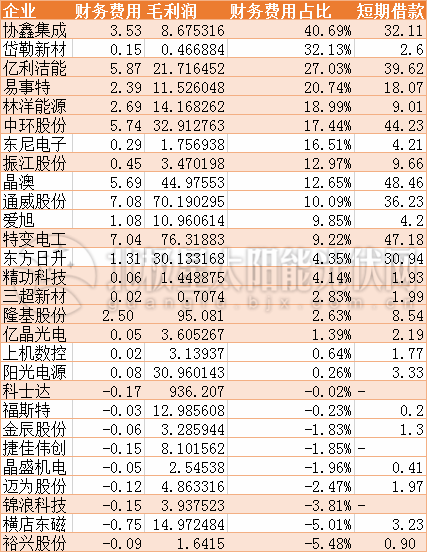 企业 财务费用 毛利润 财务费用占比 短期借款
协鑫集成 3.53 8.675316 40.69% 32.11
岱勒新材 0.15 0.466884 32.13% 2.6
亿利洁能 5.87 21.716452 27.03% 39.62
易事特 2.39 11.526048 20.74% 18.07
林洋能源 2.69 14.168262 18.99% 9.01
中环股份 5.74 32.912763 17.44% 44.23
东尼电子 0.29 1.756938 16.51% 4.21
振江股份 0.45 3.470198 12.97% 9.66
晶澳 5.69 44.97553 12.65% 48.46
通威股份 7.08 70.190295 10.09% 36.23
爱旭 1.08 10.960614 9.85% 4.2
特变电工 7.04 76.31883 9.22% 47.18
东方日升 1.31 30.133168 4.35% 30.94
精功科技 0.06 1.448875 4.14% 1.93
三超新材 0.02 0.7074 2.83% 1.99
隆基股份 2.50 95.081 2.63% 8.54
亿晶光电 0.05 3.605267 1.39% 2.19
上机数控 0.02 3.13937 0.64% 1.77
阳光电源 0.08 30.960143 0.26% 3.33
科士达 -0.17 936.207 -0.02% -
福斯特 -0.03 12.985608 -0.23% 0.2
金辰股份 -0.06 3.285944 -1.83% 1.3
捷佳伟创 -0.15 8.101562 -1.85% -
晶盛机电 -0.05 2.54538 -1.96% 0.41
迈为股份 -0.12 4.863316 -2.47% 1.97
锦浪科技 -0.15 3.937523 -3.81% -
横店东磁 -0.75 14.972484 -5.01% 3.23
裕兴股份 -0.09 1.6415 -5.48% 0.90